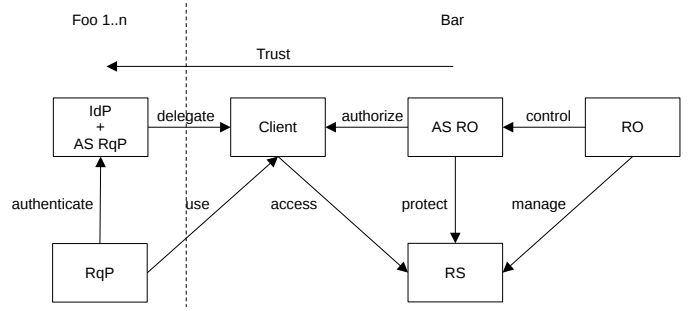 Foo 1..n
Bar
Trust
IdP
+
AS RqP
delegate
Client
authorize
AS RO
control
RO
authenticate
use
access
protect
manage
RqP
RS